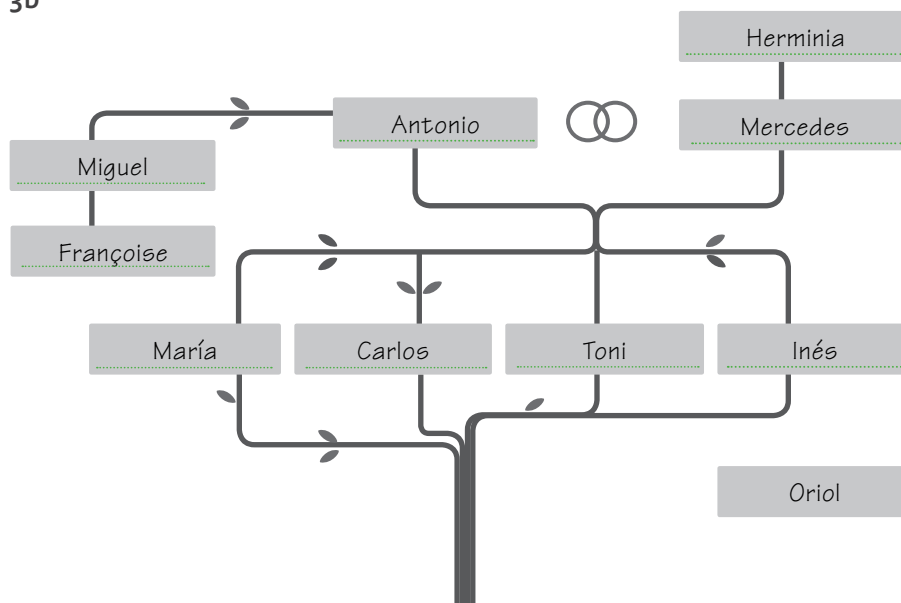 3b
Herminia
Antonio
Mercedes
Miguel
Françoise
María
Carlos
Toni
Inés
Oriol